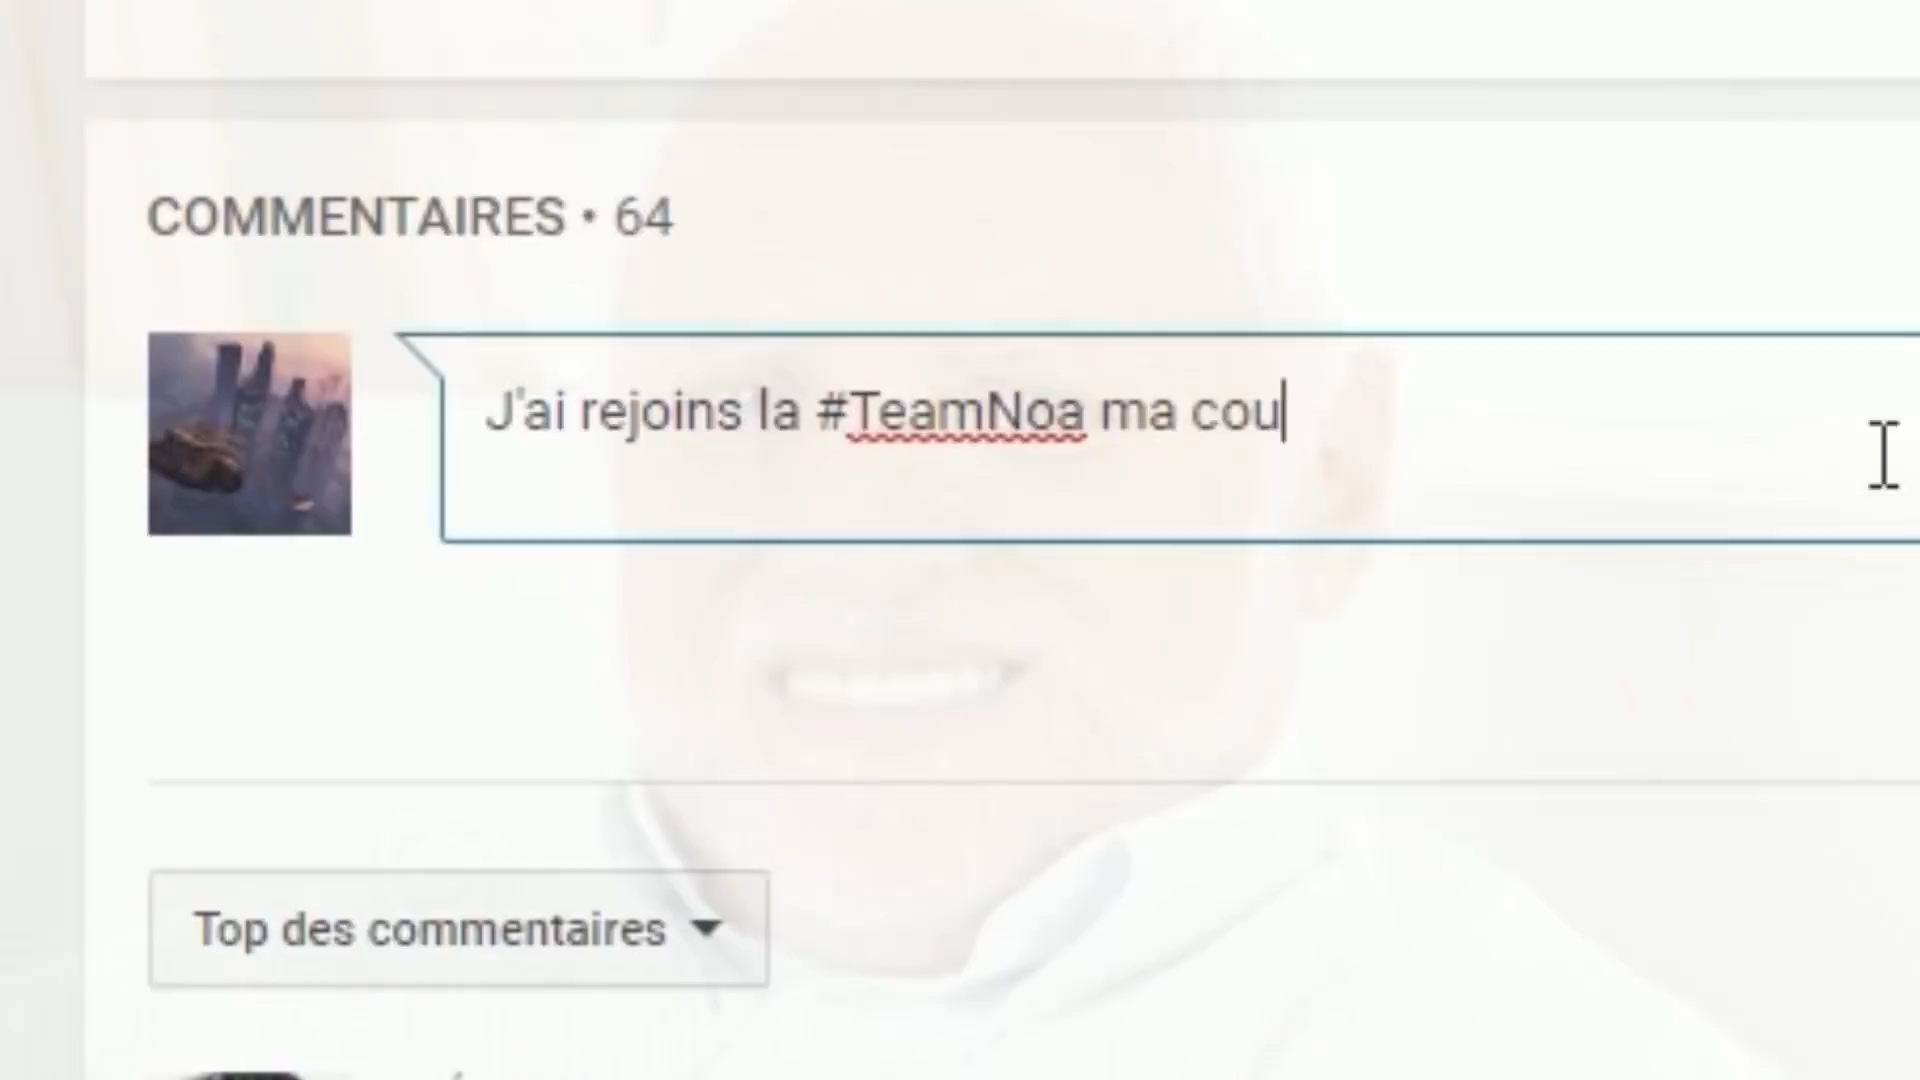 COMMENTAIRES • 64
J'ai rejoins la #TeamNoa ma cou
Top des commentaires